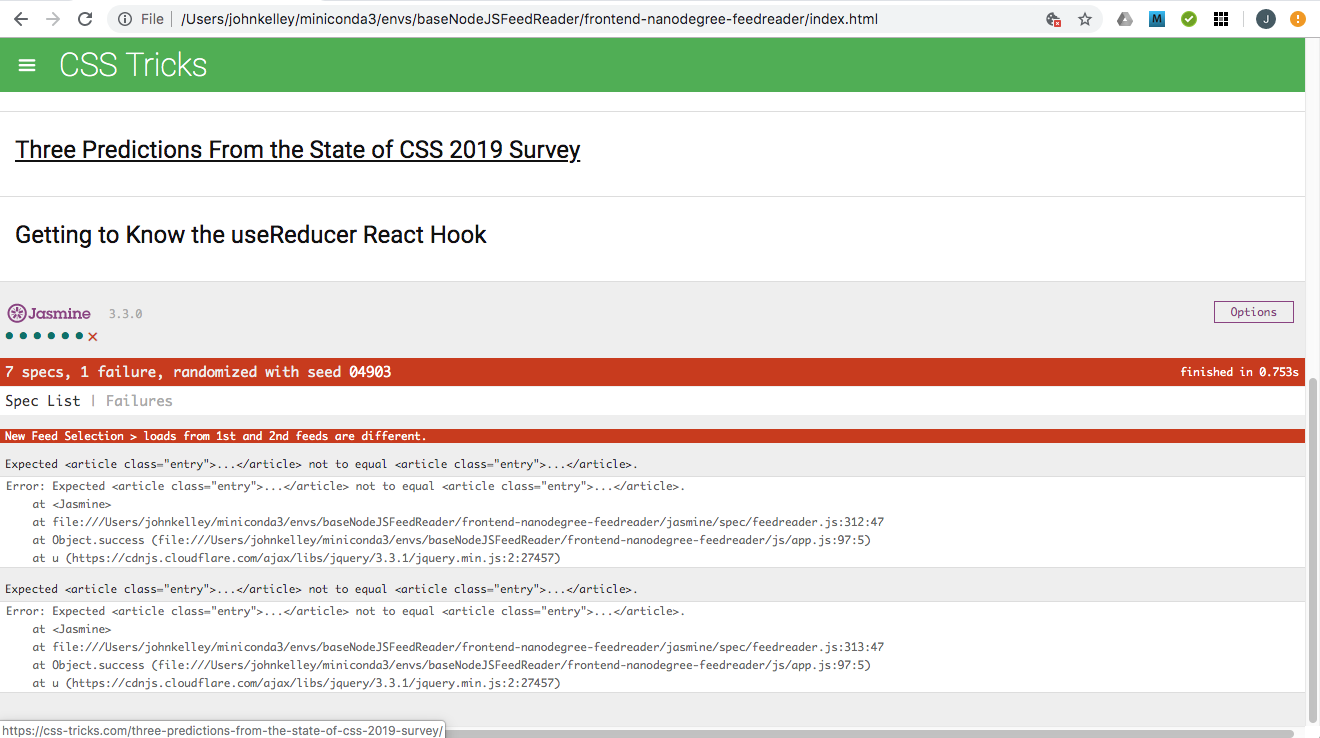 File | /Users/johnkelley/miniconda3/envs/baseNodeJSFeedReader/frontend-nanodegree-feedreader/index.html
M
J
CSS Tricks
Three Predictions From the State of CSS 2019 Survey
Getting to Know the useReducer React Hook
Jasmine 3.3.0
Options
7 specs, 1 failure, randomized with seed 04903
finished in 0.753s
Spec List | Failures
New Feed Selection > loads from 1st and 2nd feeds are different.
Expected <article class="entry">...</article> not to equal <article class="entry">...</article>.
Error: Expected <article class="entry">...</article> not to equal <article class="entry">...</article>.
at <Jasmine>
at file:///Users/johnkelley/miniconda3/envs/baseNodeJSFeedReader/frontend-nanodegree-feedreader/jasmine/spec/feedreader.js:312:47
at Object.success (file:///Users/johnkelley/miniconda3/envs/baseNodeJSFeedReader/frontend-nanodegree-feedreader/js/app.js:97:5)
at u (https://cdnjs.cloudflare.com/ajax/libs/jquery/3.3.1/jquery.min.js:2:27457)
Expected <article class="entry">...</article> not to equal <article class="entry">...</article>.
Error: Expected <article class="entry">...</article> not to equal <article class="entry">...</article>.
at <Jasmine>
at file:///Users/johnkelley/miniconda3/envs/baseNodeJSFeedReader/frontend-nanodegree-feedreader/jasmine/spec/feedreader.js:313:47
at Object.success (file:///Users/johnkelley/miniconda3/envs/baseNodeJSFeedReader/frontend-nanodegree-feedreader/js/app.js:97:5)
at u (https://cdnjs.cloudflare.com/ajax/libs/jquery/3.3.1/jquery.min.js:2:27457)
https://css-tricks.com/three-predictions-from-the-state-of-css-2019-survey/